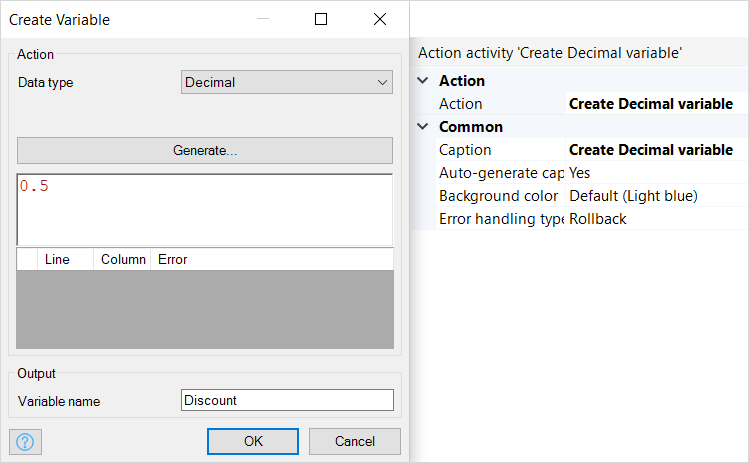 Create Variable
Action
Data type
Decimal
Generate...
0.5
Line Column Error
Output
Variable name
Discount
?
OK
Cancel
Action activity 'Create Decimal variable'
Action
Action Create Decimal variable
Common
Caption Create Decimal variable
Auto-generate cap Yes
Background color Default (Light blue)
Error handling type Rollback